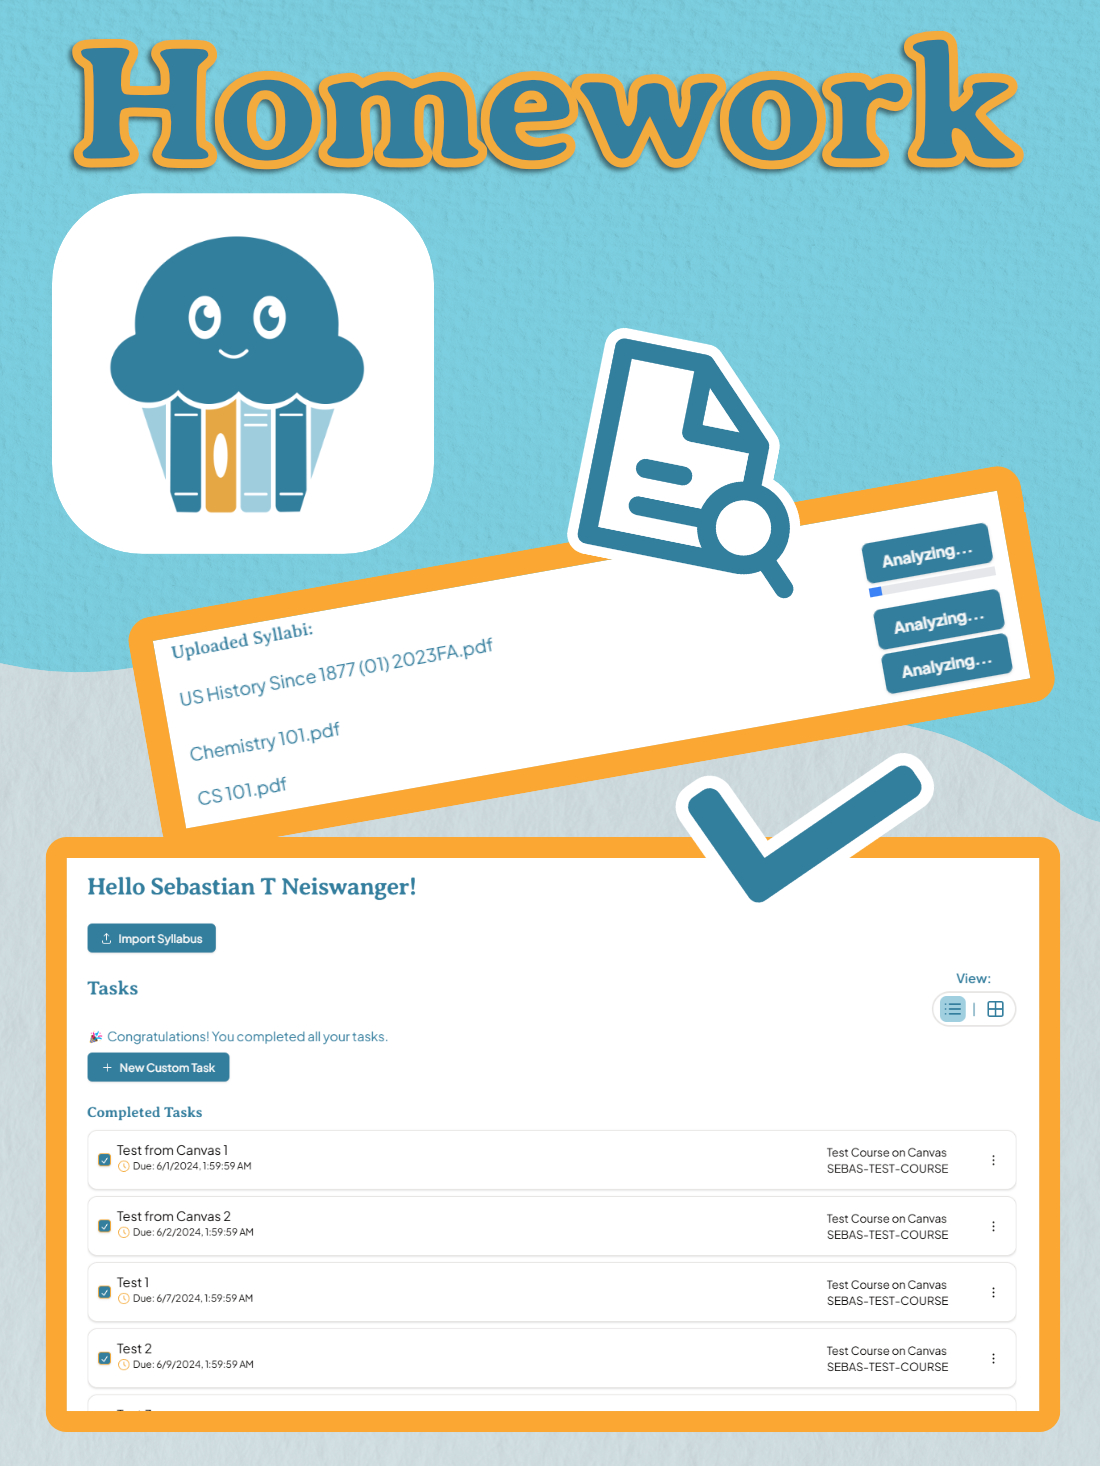 Homework
Uploaded Syllabi:
US History Since 1877 (01) 2023FA.pdf
Analyzing...
Chemistry 101.pdf
Analyzing...
CS 101.pdf
Analyzing...
Hello Sebastian T Neiswanger!
Import Syllabus
Tasks
View:
Congratulations! You completed all your tasks.
+ New Custom Task
Completed Tasks
Test from Canvas 1
Due: 6/1/2024, 1:59:59 AM
Test Course on Canvas
SEBAS-TEST-COURSE
Test from Canvas 2
Due: 6/2/2024, 1:59:59 AM
Test Course on Canvas
SEBAS-TEST-COURSE
Test 1
Due: 6/7/2024, 1:59:59 AM
Test Course on Canvas
SEBAS-TEST-COURSE
Test 2
Due: 6/9/2024, 1:59:59 AM
Test Course on Canvas
SEBAS-TEST-COURSE